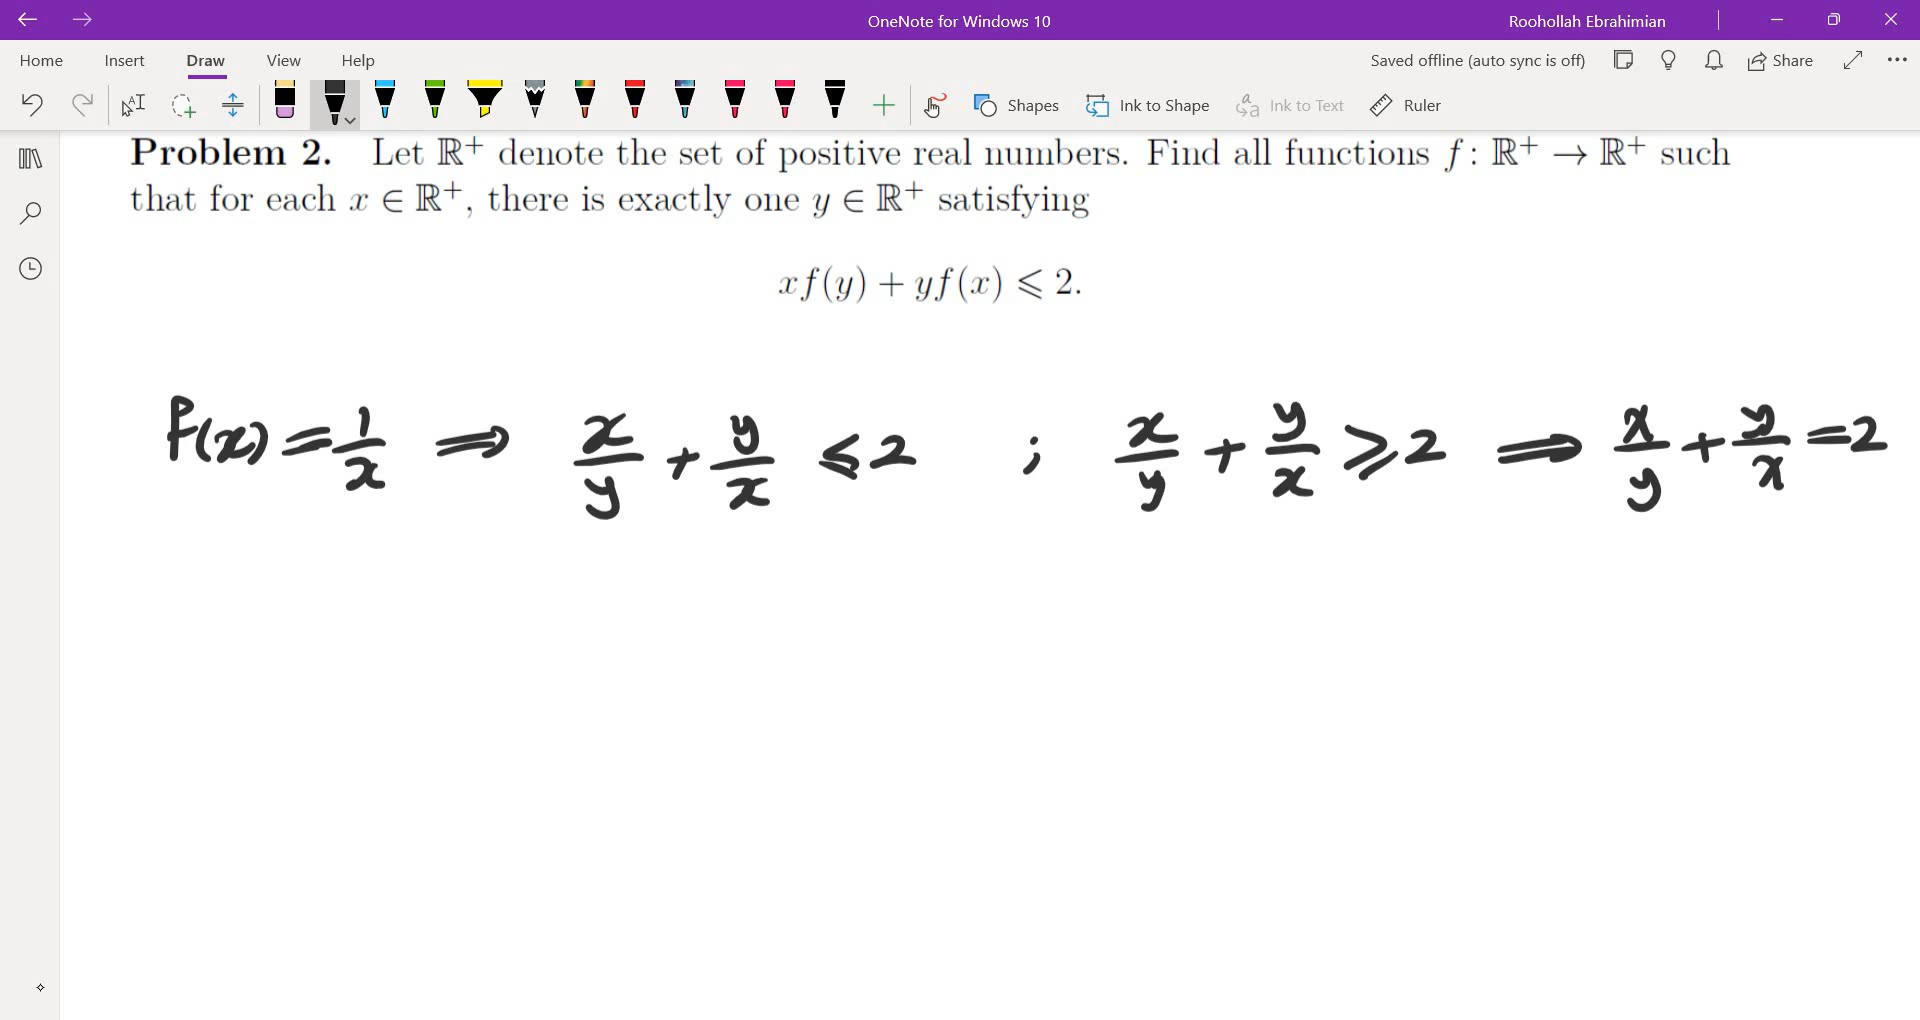 OneNote for Windows 10
Roohollah Ebrahimian
Home Insert Draw View Help
Saved offline (auto sync is off) Share
Shapes Ink to Shape Ink to Text Ruler
Problem 2. Let ℝ⁺ denote the set of positive real numbers. Find all functions f: ℝ⁺ → ℝ⁺ such
that for each x ∈ ℝ⁺, there is exactly one y ∈ ℝ⁺ satisfying
xf(y) + yf(x) ⩽ 2.
f(x) = 1/x ⟹ x/y + y/x ⩽ 2 ; x/y + y/x ⩾ 2 ⟹ x/y + y/x = 2